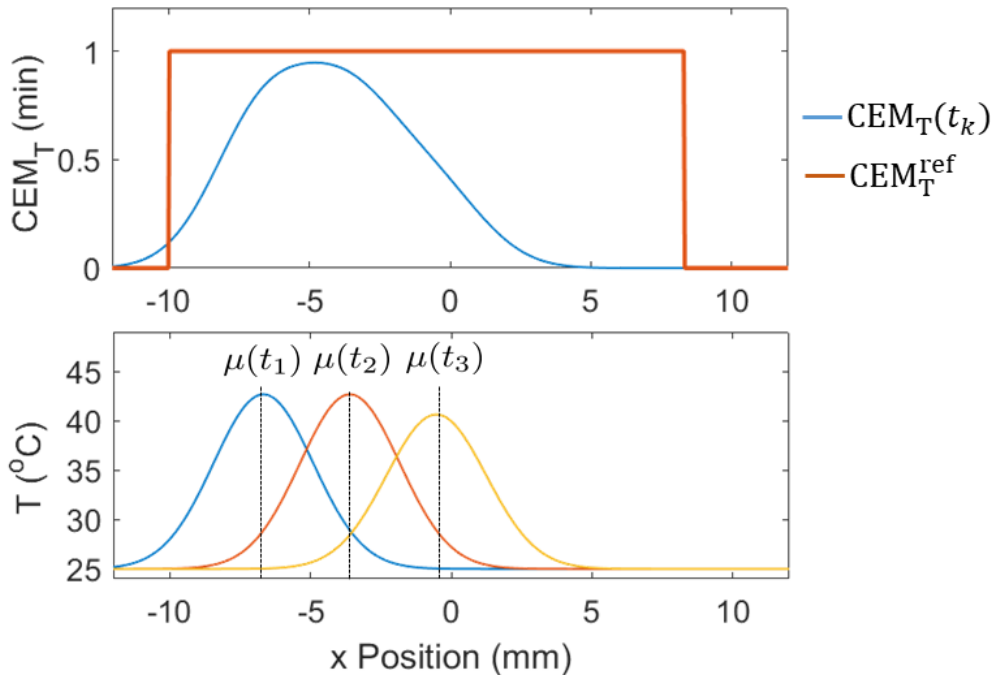 1
0.5
0
CEM_T (min)
-10 -5 0 5 10
CEM_T(t_k)
CEM_T^ref
μ(t_1) μ(t_2) μ(t_3)
45
40
35
30
25
T (°C)
-10 -5 0 5 10
x Position (mm)